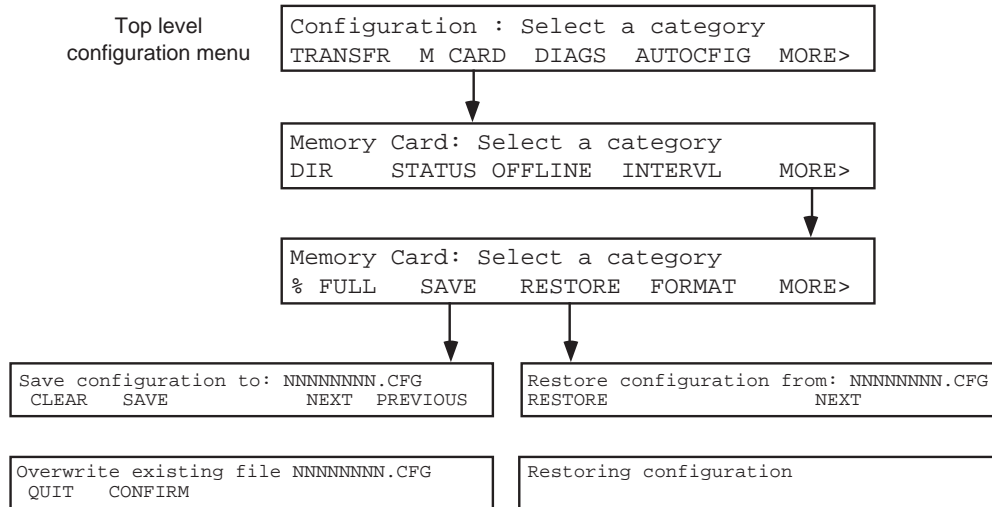 Top level
configuration menu
Configuration : Select a category
TRANSFR M CARD DIAGS AUTOCFIG MORE>
Memory Card: Select a category
DIR STATUS OFFLINE INTERVL MORE>
Memory Card: Select a category
% FULL SAVE RESTORE FORMAT MORE>
Save configuration to: NNNNNNNN.CFG
CLEAR SAVE NEXT PREVIOUS
Restore configuration from: NNNNNNNN.CFG
RESTORE NEXT
Overwrite existing file NNNNNNNN.CFG
QUIT CONFIRM
Restoring configuration